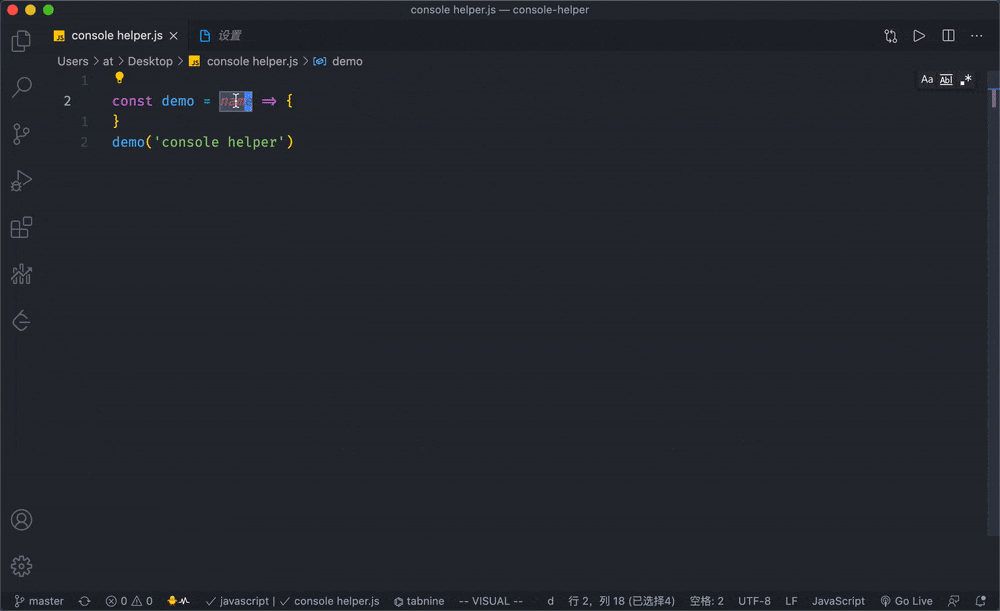 console helper.js — console-helper
console helper.js
设置
Users > at > Desktop > JS console helper.js > demo
1
Aa Abl .*
2 const demo = name => {
1 }
2 demo('console helper')
master 0 0 javascript | console helper.js tabnine -- VISUAL -- d 行 2，列 18 (已选择4) 空格: 2 UTF-8 LF JavaScript Go Live